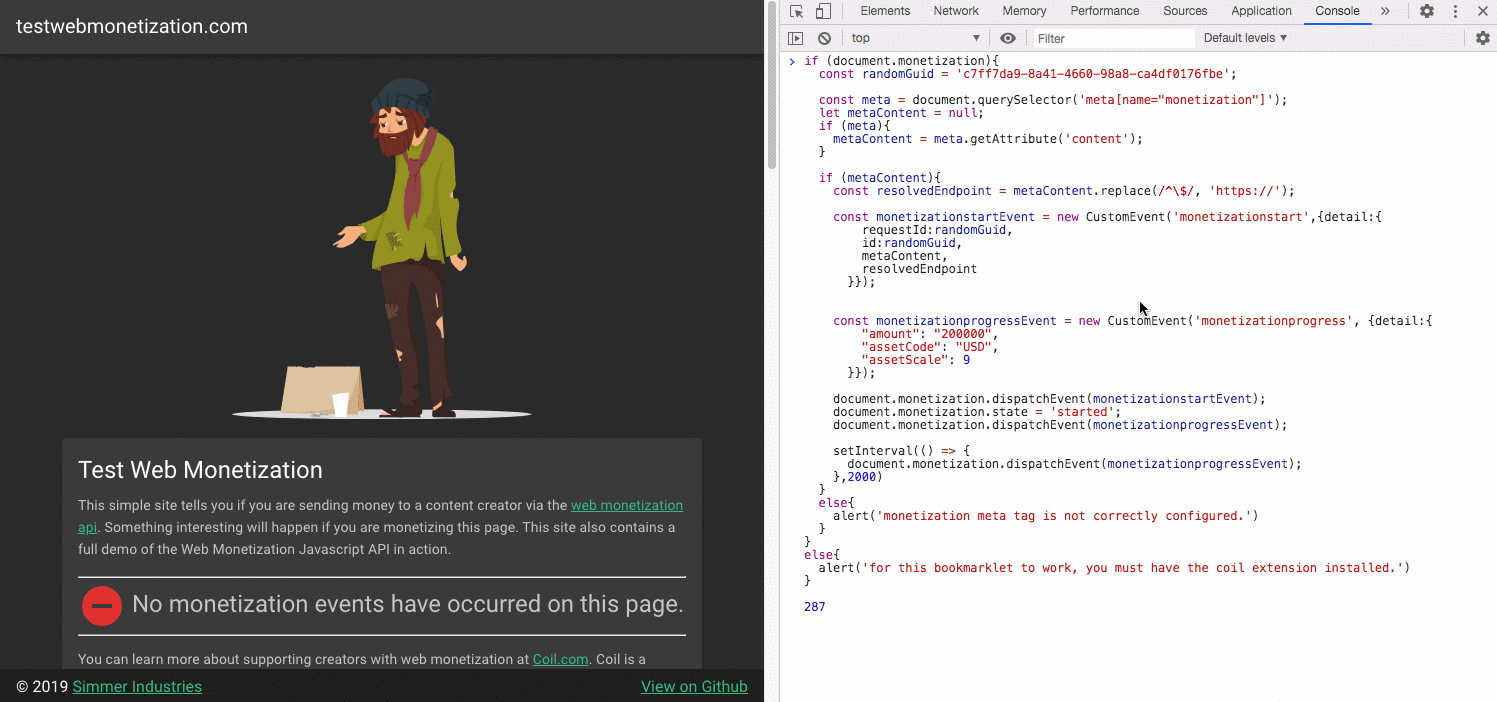 testwebmonetization.com
Test Web Monetization
This simple site tells you if you are sending money to a content creator via the web monetization
api. Something interesting will happen if you are monetizing this page. This site also contains a
full demo of the Web Monetization Javascript API in action.
No monetization events have occurred on this page.
You can learn more about supporting creators with web monetization at Coil.com. Coil is a
© 2019 Simmer Industries
View on Github
Elements Network Memory Performance Sources Application Console »
top ▼ Filter Default levels ▼
> if (document.monetization){
const randomGuid = 'c7ff7da9-8a41-4660-98a8-ca4df0176fbe';
const meta = document.querySelector('meta[name="monetization"]');
let metaContent = null;
if (meta){
metaContent = meta.getAttribute('content');
}
if (metaContent){
const resolvedEndpoint = metaContent.replace(/^\$/, 'https://');
const monetizationstartEvent = new CustomEvent('monetizationstart',{detail:{
requestId:randomGuid,
id:randomGuid,
metaContent,
resolvedEndpoint
}});
const monetizationprogressEvent = new CustomEvent('monetizationprogress', {detail:{
"amount": "200000",
"assetCode": "USD",
"assetScale": 9
}});
document.monetization.dispatchEvent(monetizationstartEvent);
document.monetization.state = 'started';
document.monetization.dispatchEvent(monetizationprogressEvent);
setInterval(() => {
document.monetization.dispatchEvent(monetizationprogressEvent);
},2000)
}
else{
alert('monetization meta tag is not correctly configured.')
}
}
else{
alert('for this bookmarklet to work, you must have the coil extension installed.')
}
287